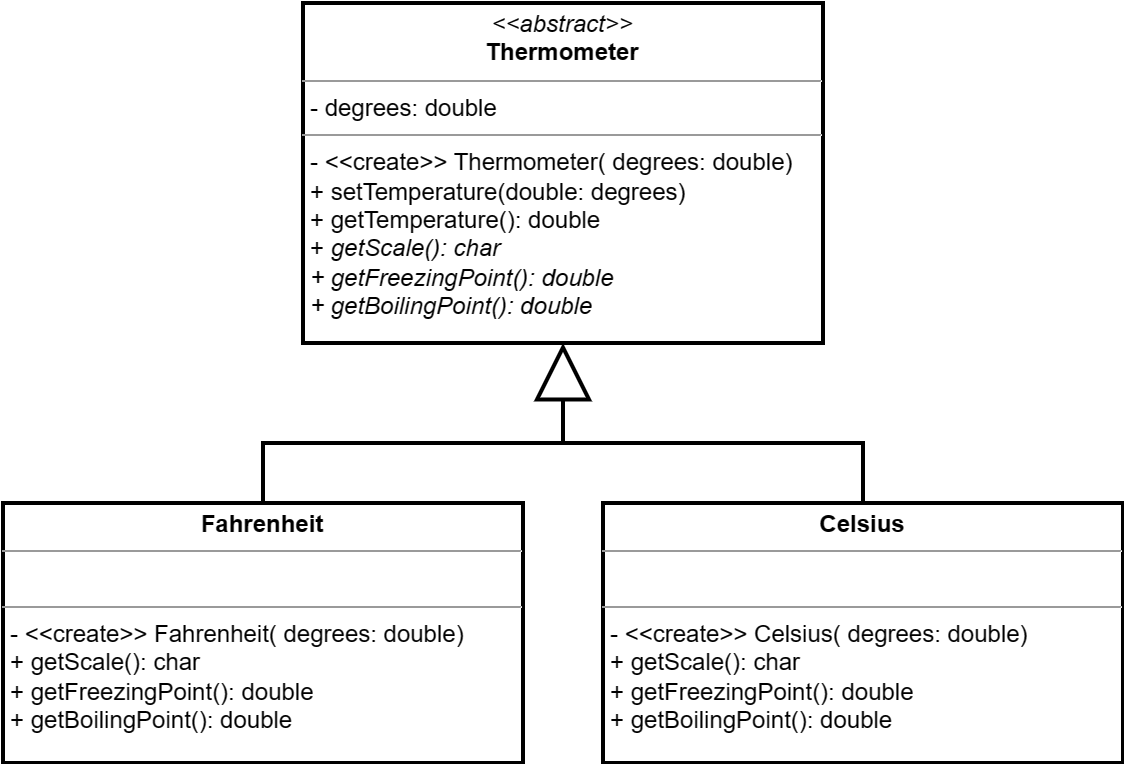 <<abstract>>
Thermometer
- degrees: double
- <<create>> Thermometer( degrees: double)
+ setTemperature(double: degrees)
+ getTemperature(): double
+ getScale(): char
+ getFreezingPoint(): double
+ getBoilingPoint(): double
Fahrenheit
- <<create>> Fahrenheit( degrees: double)
+ getScale(): char
+ getFreezingPoint(): double
+ getBoilingPoint(): double
Celsius
- <<create>> Celsius( degrees: double)
+ getScale(): char
+ getFreezingPoint(): double
+ getBoilingPoint(): double